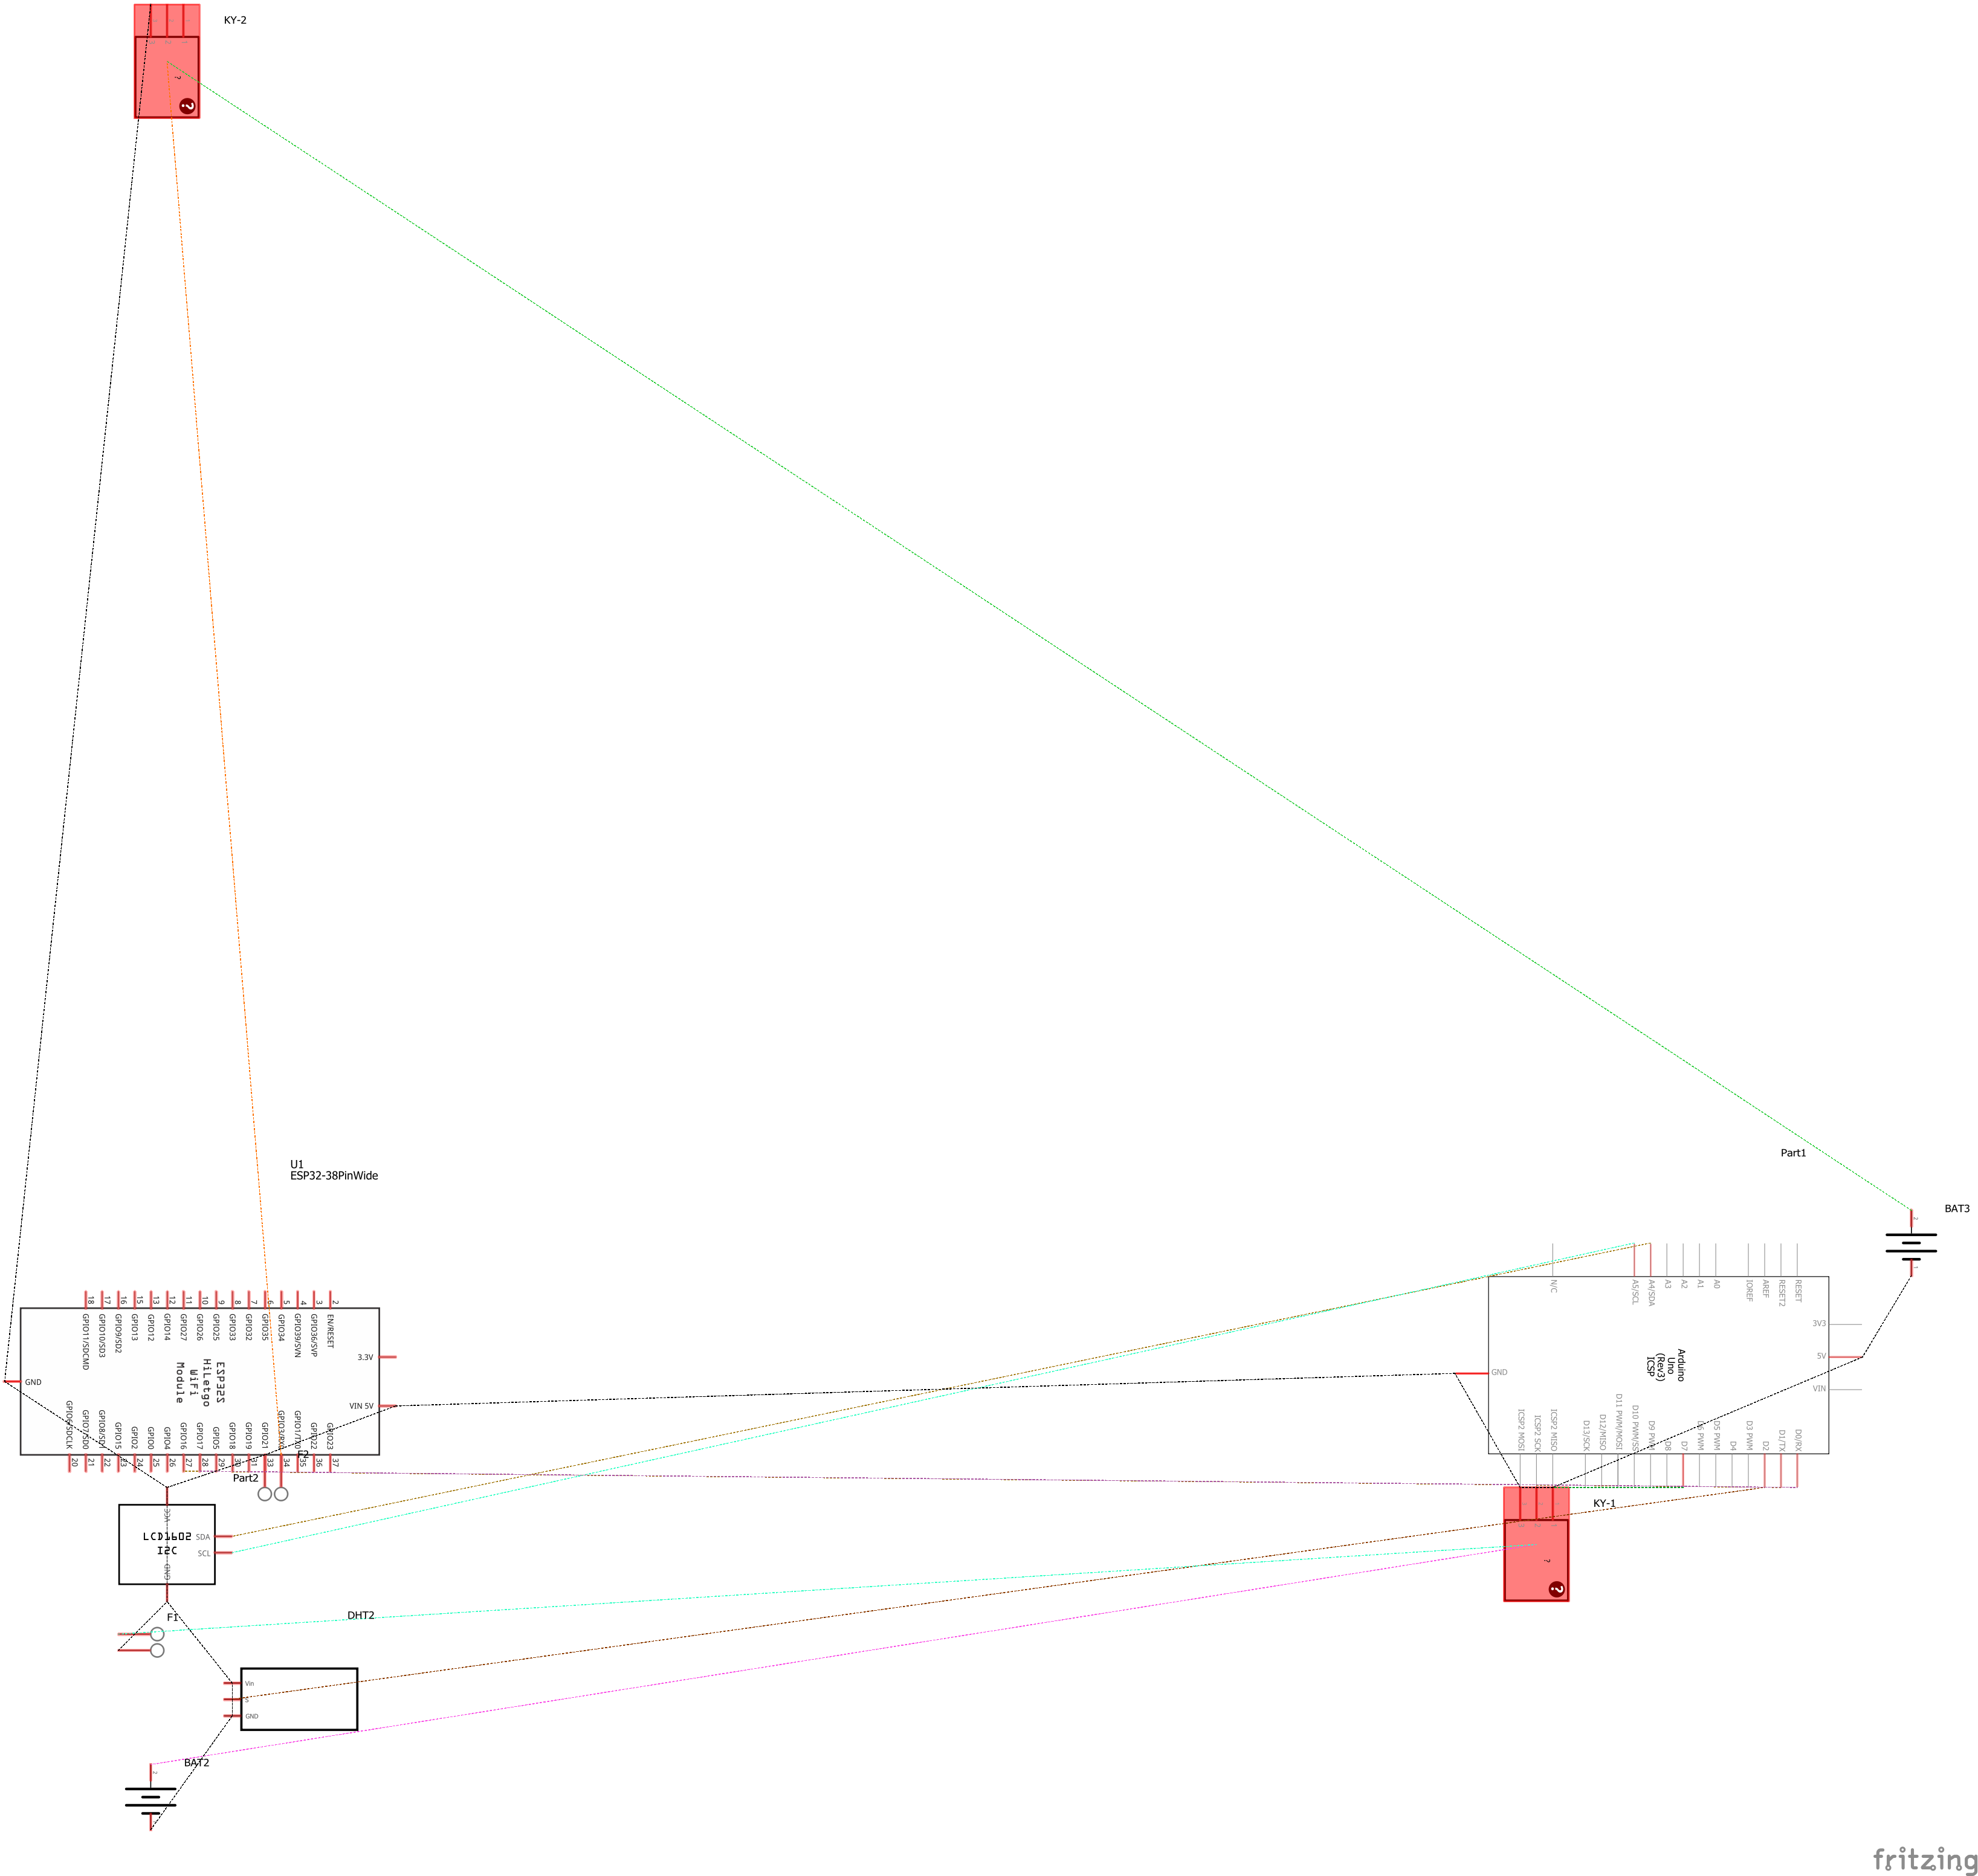 KY-2
?
?
U1
ESP32-38PinWide
Part1
BAT3
2
1
18
17
16
15
13
12
11
10
9
8
7
6
5
4
3
2
GPIO11/SDCMD
GPIO10/SD3
GPIO9/SD2
GPIO13
GPIO12
GPIO14
GPIO27
GPIO26
GPIO25
GPIO33
GPIO32
GPIO35
GPIO34
GPIO39/SVN
GPIO36/SVP
EN/RESET
3.3V
GND
VIN 5V
ESP32S
HiLetgo
WiFi
Module
GPIO6/SDCLK
GPIO7/SD0
GPIO8/SD1
GPIO15
GPIO2
GPIO0
GPIO4
GPIO16
GPIO17
GPIO5
GPIO18
GPIO19
GPIO21
GPIO3/RX0
GPIO1/TX0
GPIO22
GPIO23
20
21
22
23
24
25
26
27
28
29
30
31
33
34
35
36
37
F2
Part2
N/C
A5/SCL
A4/SDA
A3
A2
A1
A0
IOREF
AREF
RESET2
RESET
3V3
5V
VIN
GND
Arduino
Uno
(Rev3)
ICSP
ICSP2 MOSI
ICSP2 SCK
ICSP2 MISO
D13/SCK
D12/MISO
D11 PWM/MOSI
D10 PWM/SS
D9 PWM
D8
D7
D6 PWM
D5 PWM
D4
D3 PWM
D2
D1/TX
D0/RX
KY-1
?
?
VCC
LCD1602
I2C
SDA
SCL
GND
F1
DHT2
Vin
S
GND
BAT2
2
fritzing